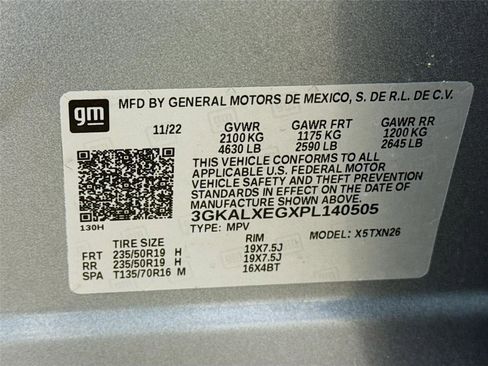 gm
MFD BY GENERAL MOTORS DE MEXICO, S. DE R.L. DE C.V.
11/22 GVWR GAWR FRT GAWR RR
2100 KG 1175 KG 1200 KG
4630 LB 2590 LB 2645 LB
THIS VEHICLE CONFORMS TO ALL
APPLICABLE U.S. FEDERAL MOTOR
VEHICLE SAFETY AND THEFT PREVENTION
STANDARDS IN EFFECT ON THE DATE OF
MANUFACTURE SHOWN ABOVE.
3GKALXEGXPL140505
130H TYPE: MPV MODEL: X5TXN26
TIRE SIZE RIM
FRT 235/50R19 H 19X7.5J
RR 235/50R19 H 19X7.5J
SPA T135/70R16 M 16X4BT